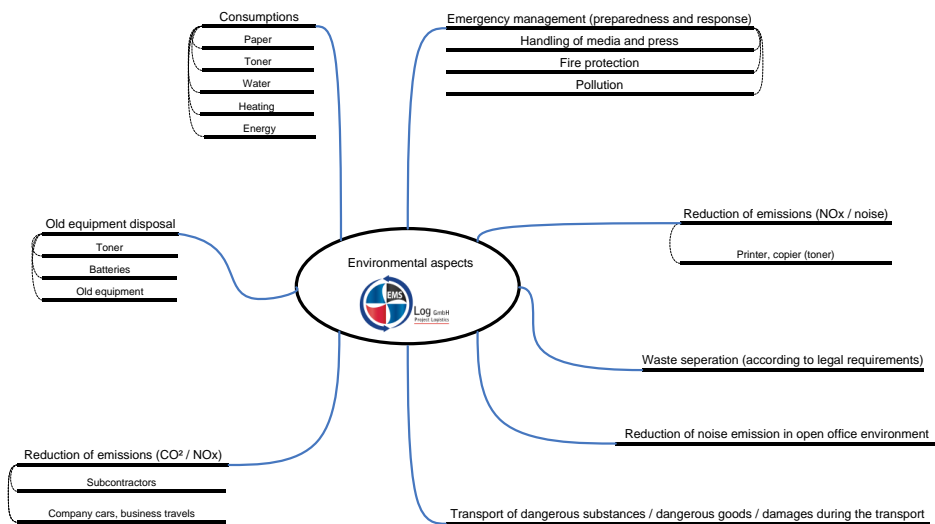 Consumptions
Paper
Toner
Water
Heating
Energy
Emergency management (preparedness and response)
Handling of media and press
Fire protection
Pollution
Old equipment disposal
Toner
Batteries
Old equipment
Environmental aspects
EMS
Log GmbH
Project Logistics
Reduction of emissions (NOx / noise)
Printer, copier (toner)
Waste seperation (according to legal requirements)
Reduction of noise emission in open office environment
Reduction of emissions (CO² / NOx)
Subcontractors
Company cars, business travels
Transport of dangerous substances / dangerous goods / damages during the transport